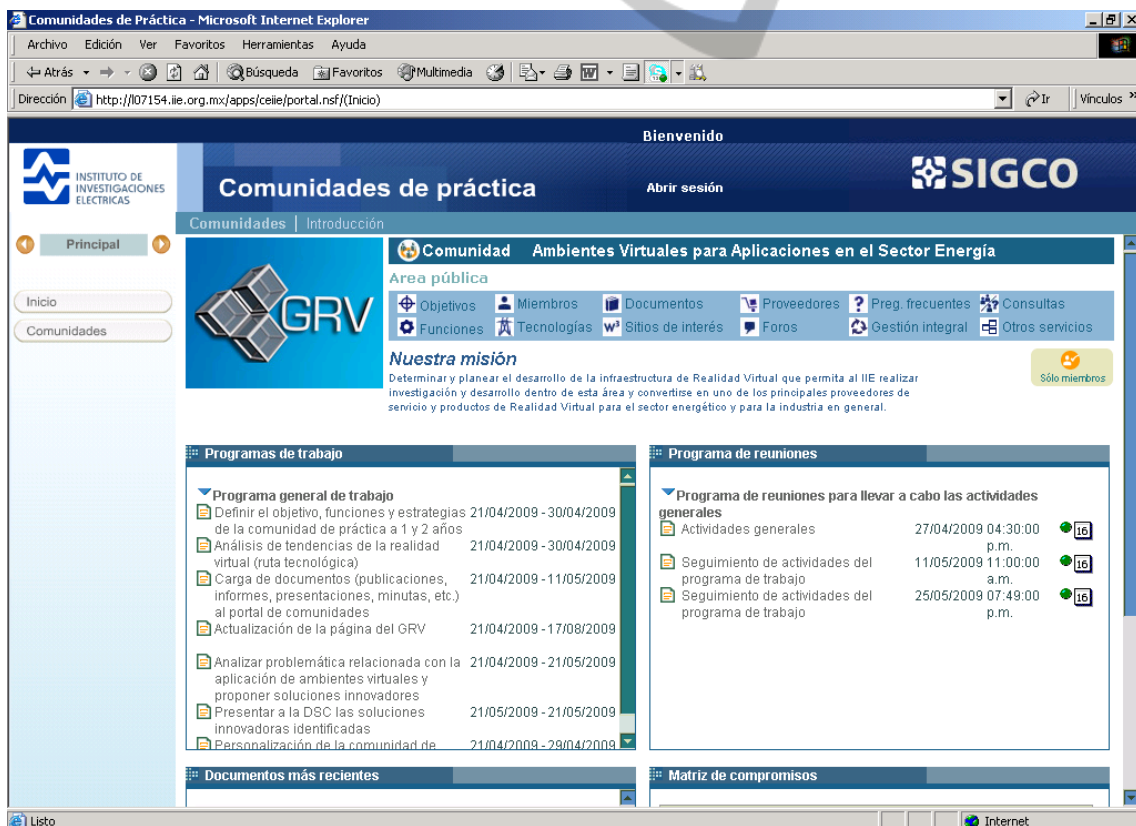 Comunidades de Práctica - Microsoft Internet Explorer
Archivo Edición Ver Favoritos Herramientas Ayuda
Atrás Búsqueda Favoritos Multimedia
Dirección http://l07154.iie.org.mx/apps/ceiie/portal.nsf/(Inicio) Ir Vínculos »
Bienvenido
INSTITUTO DE
INVESTIGACIONES
ELECTRICAS
Comunidades de práctica
Abrir sesión
SIGCO
Comunidades | Introducción
Principal
Inicio
Comunidades
GRV
Comunidad Ambientes Virtuales para Aplicaciones en el Sector Energía
Area pública
Objetivos Miembros Documentos Proveedores ? Preg. frecuentes Consultas
Funciones Tecnologías W³ Sitios de interés Foros Gestión integral Otros servicios
Nuestra misión
Determinar y planear el desarrollo de la infraestructura de Realidad Virtual que permita al IIE realizar
investigación y desarrollo dentro de esta área y convertirse en uno de los principales proveedores de
servicio y productos de Realidad Virtual para el sector energético y para la industria en general.
Sólo miembros
Programas de trabajo
Programa general de trabajo
Definir el objetivo, funciones y estrategias 21/04/2009 - 30/04/2009
de la comunidad de práctica a 1 y 2 años
Análisis de tendencias de la realidad 21/04/2009 - 30/04/2009
virtual (ruta tecnológica)
Carga de documentos (publicaciones, 21/04/2009 - 11/05/2009
informes, presentaciones, minutas, etc.)
al portal de comunidades
Actualización de la página del GRV 21/04/2009 - 17/08/2009
Analizar problemática relacionada con la 21/04/2009 - 21/05/2009
aplicación de ambientes virtuales y
proponer soluciones innovadores
Presentar a la DSC las soluciones 21/05/2009 - 21/05/2009
innovadoras identificadas
Personalización de la comunidad de 21/04/2009 - 29/04/2009
Programa de reuniones
Programa de reuniones para llevar a cabo las actividades
generales
Actividades generales 27/04/2009 04:30:00 16
p.m.
Seguimiento de actividades del 11/05/2009 11:00:00 16
programa de trabajo a.m.
Seguimiento de actividades del 25/05/2009 07:49:00 16
programa de trabajo p.m.
Documentos más recientes
Matriz de compromisos
Listo
Internet